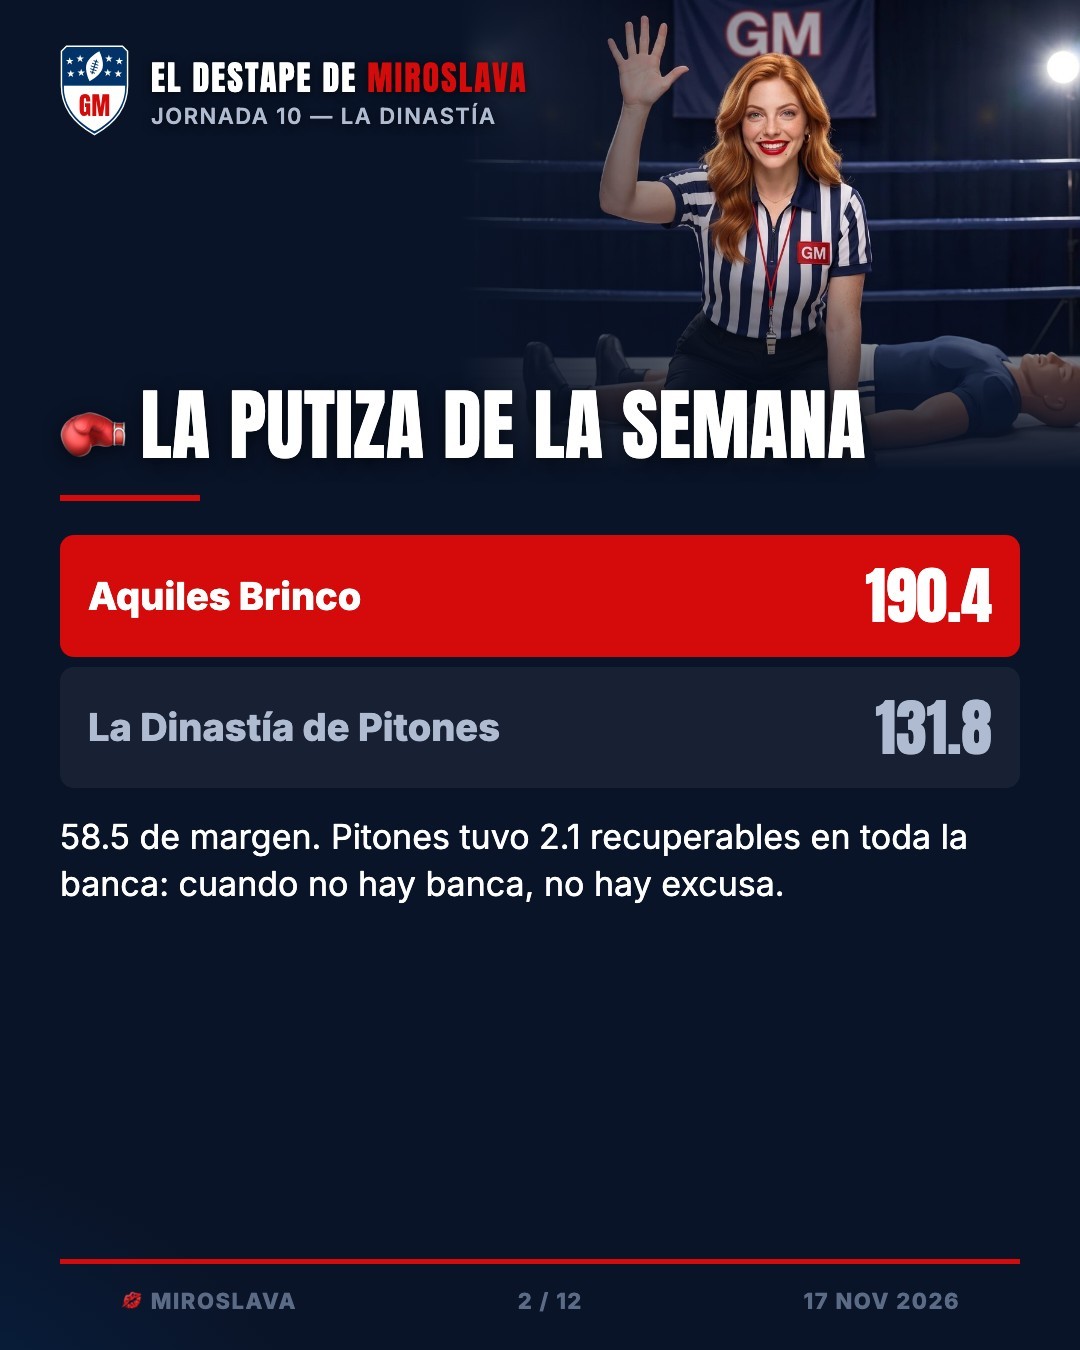 GM
GM
EL DESTAPE DE MIROSLAVA
JORNADA 10 — LA DINASTÍA
GM
LA PUTIZA DE LA SEMANA
Aquiles Brinco 190.4
La Dinastía de Pitones 131.8
58.5 de margen. Pitones tuvo 2.1 recuperables en toda la
banca: cuando no hay banca, no hay excusa.
MIROSLAVA 2 / 12 17 NOV 2026